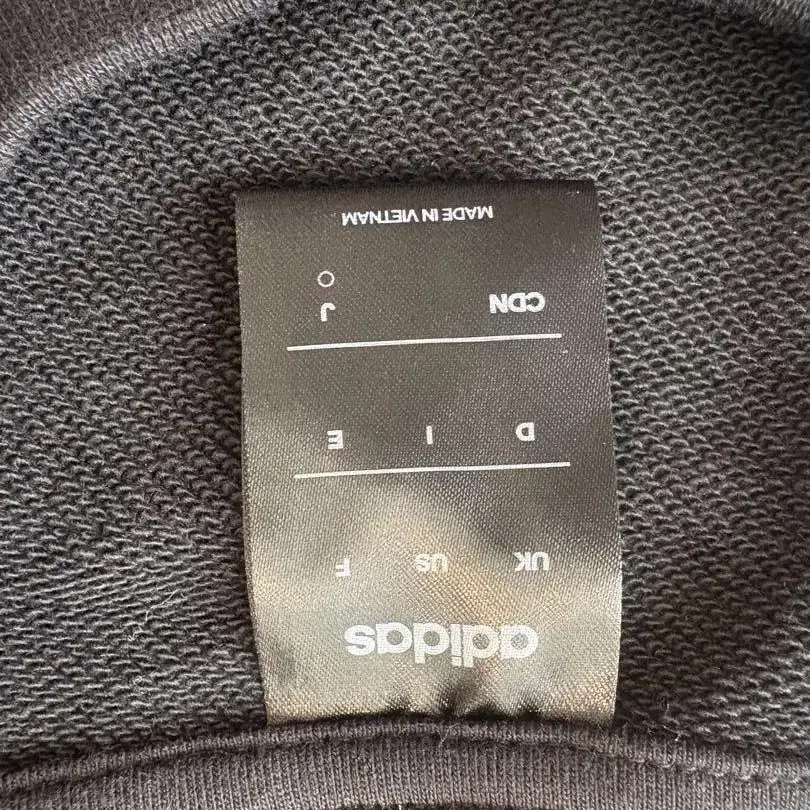 adidas
UK US F
D I E
CDN J
O
MADE IN VIETNAM